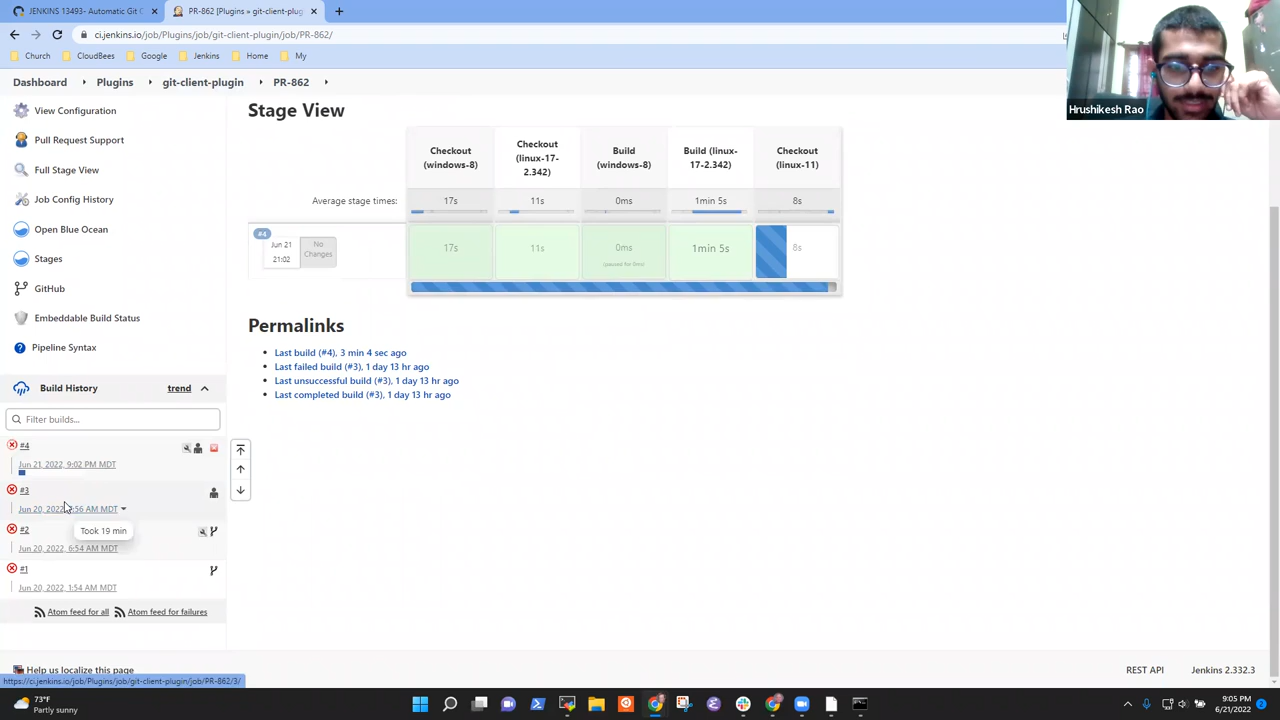 JENKINS 13493- Automatic Git C
PR-862 [Plugins » git-client-plug
ci.jenkins.io/job/Plugins/job/git-client-plugin/job/PR-862/
Church
CloudBees
Google
Jenkins
Home
My
Hrushikesh Rao
Dashboard
Plugins
git-client-plugin
PR-862
View Configuration
Pull Request Support
Full Stage View
Job Config History
Open Blue Ocean
Stages
GitHub
Embeddable Build Status
Pipeline Syntax
Build History
trend
Filter builds...
#4
Jun 21, 2022, 9:02 PM MDT
#3
Jun 20, 2022, :56 AM MDT
Took 19 min
#2
Jun 20, 2022, 6:54 AM MDT
#1
Jun 20, 2022, 1:54 AM MDT
Atom feed for all
Atom feed for failures
Stage View
Checkout
(windows-8)
Checkout
(linux-
17-
2.342)
Build
(windows-8)
Build (linux-
17-2.342)
Checkout
(linux-11)
Average stage times:
17s
11s
0ms
1min 5s
8s
#4
Jun 21
21:02
No
Changes
17s
11s
0ms
(paused for 0ms)
1min 5s
8s
Permalinks
Last build (#4), 3 min 4 sec ago
Last failed build (#3), 1 day 13 hr ago
Last unsuccessful build (#3), 1 day 13 hr ago
Last completed build (#3), 1 day 13 hr ago
Help us localize this page
REST API
Jenkins 2.332.3
https://ci.jenkins.io/job/Plugins/job/git-client-plugin/job/PR-862/3/
73°F
Partly sunny
9:05 PM
6/21/2022